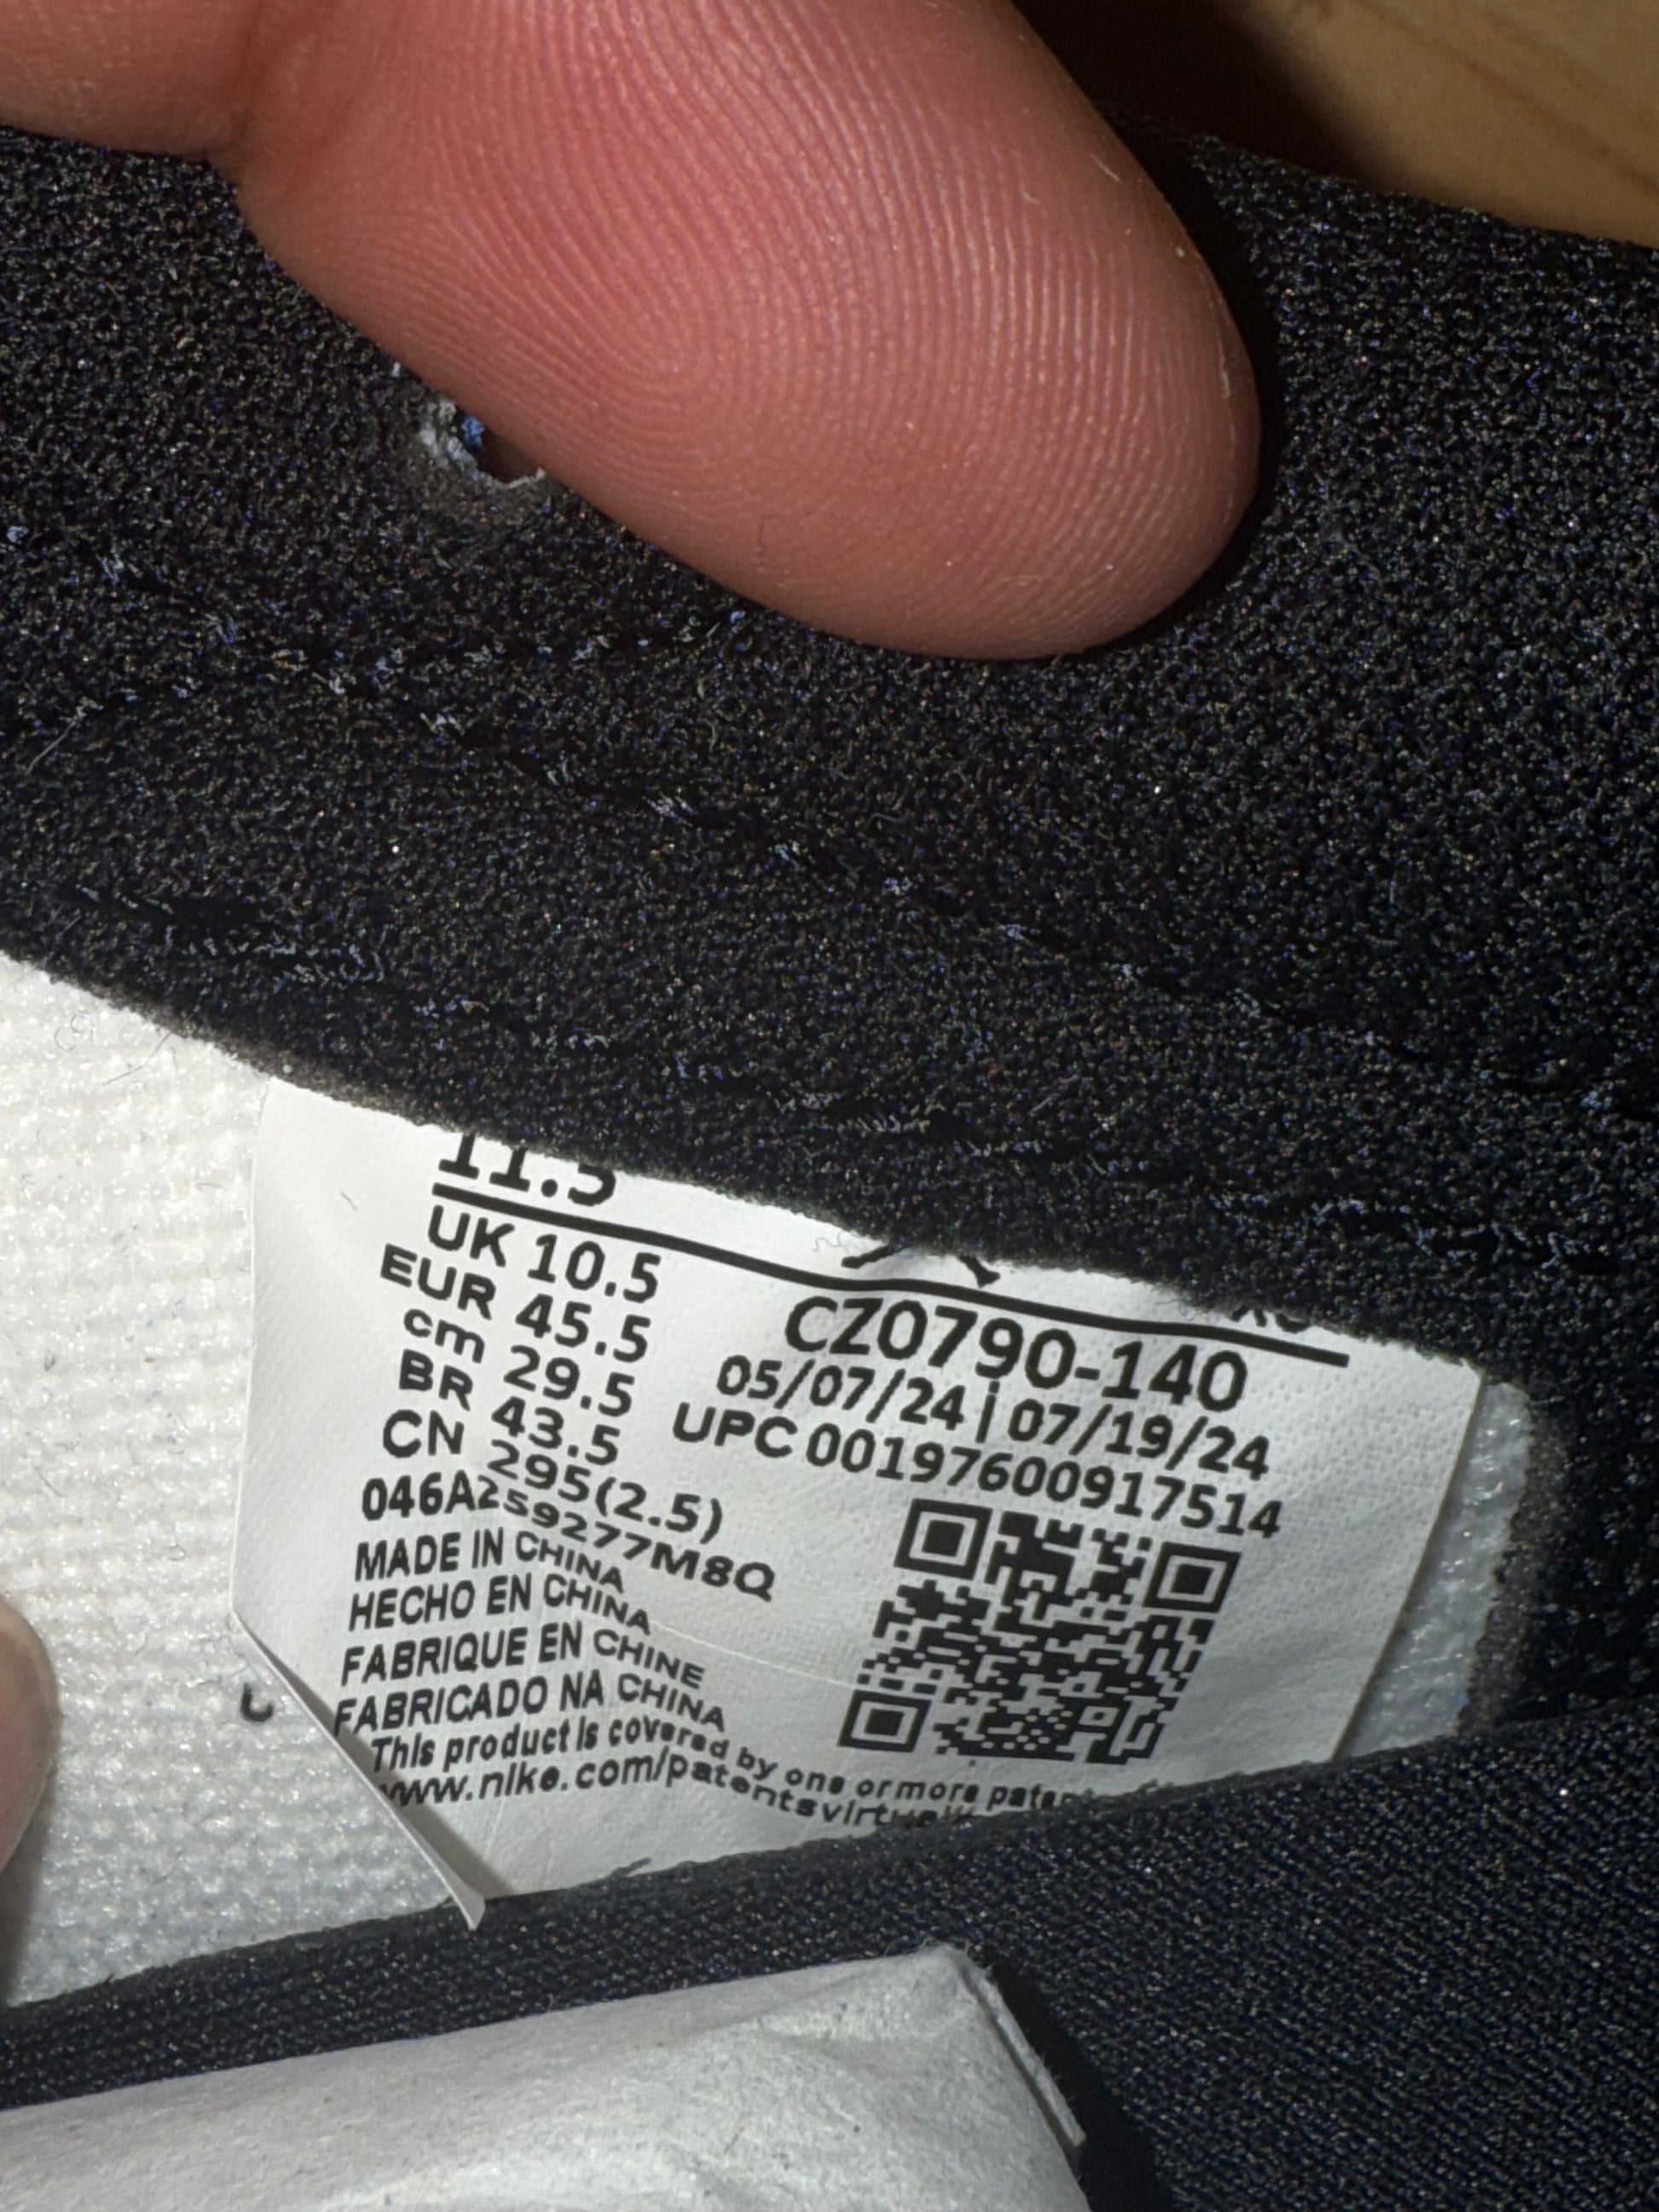 11.5
UK 10.5
EUR 45.5
cm 29.5
BR 43.5
CN 295(2.5)
CZ0790-140
05/07/24 | 07/19/24
UPC 00197600917514
046A259277M8Q
MADE IN CHINA
HECHO EN CHINA
FABRIQUE EN CHINE
FABRICADO NA CHINA
This product is covered by one or more
www.nike.com/patents